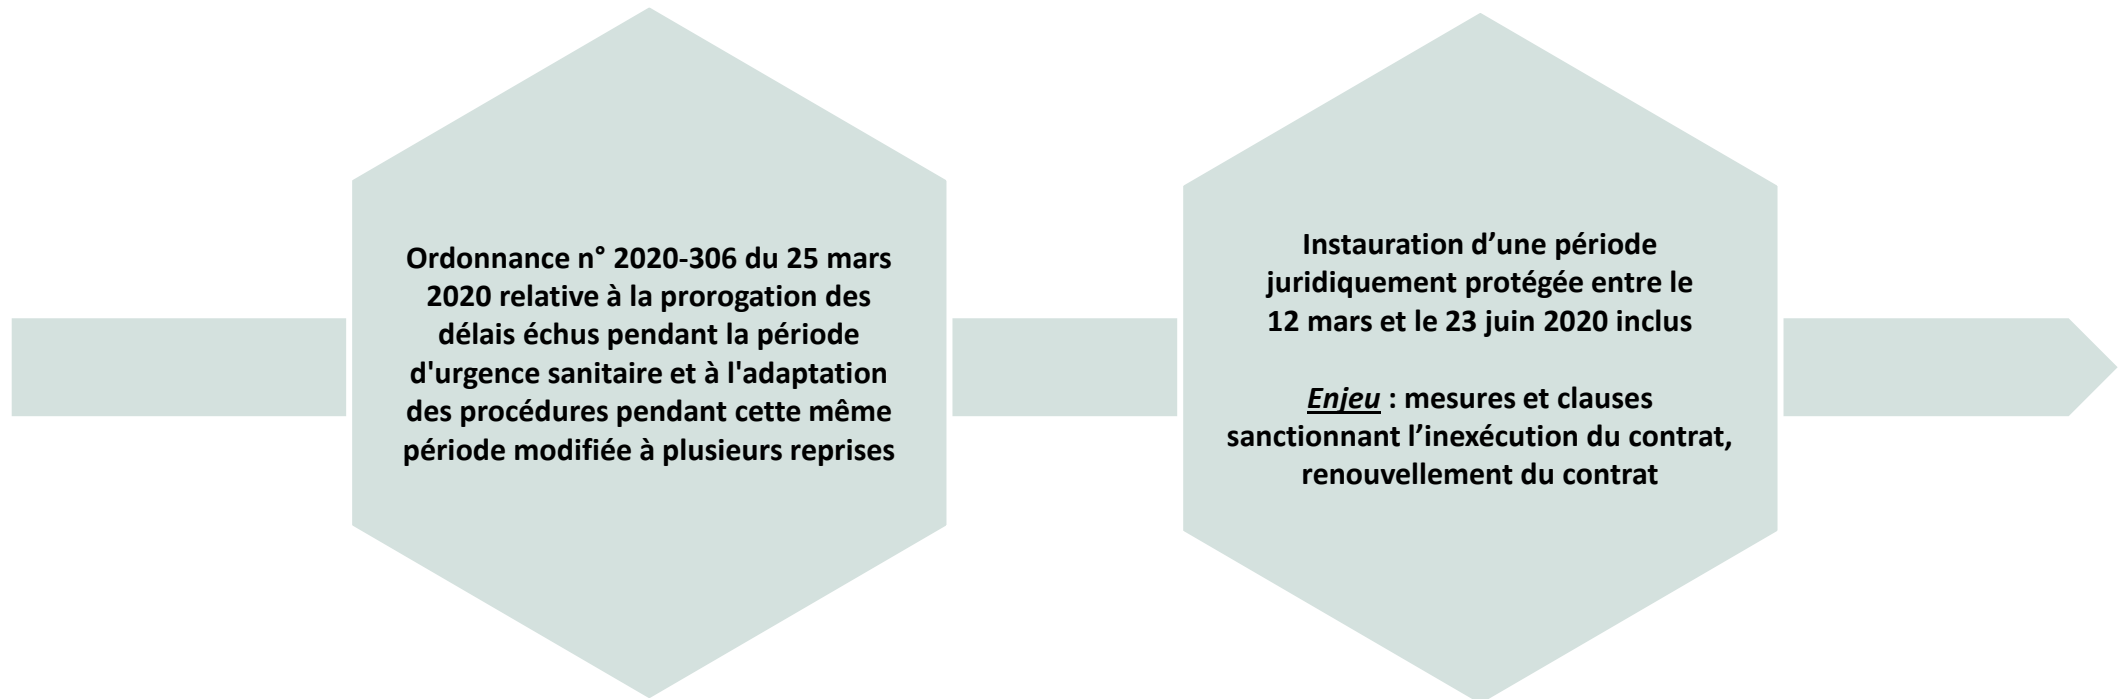 Ordonnance n° 2020-306 du 25 mars
2020 relative à la prorogation des
délais échus pendant la période
d'urgence sanitaire et à l'adaptation
des procédures pendant cette même
période modifiée à plusieurs reprises
Instauration d’une période
juridiquement protégée entre le
12 mars et le 23 juin 2020 inclus
Enjeu : mesures et clauses
sanctionnant l’inexécution du contrat,
renouvellement du contrat